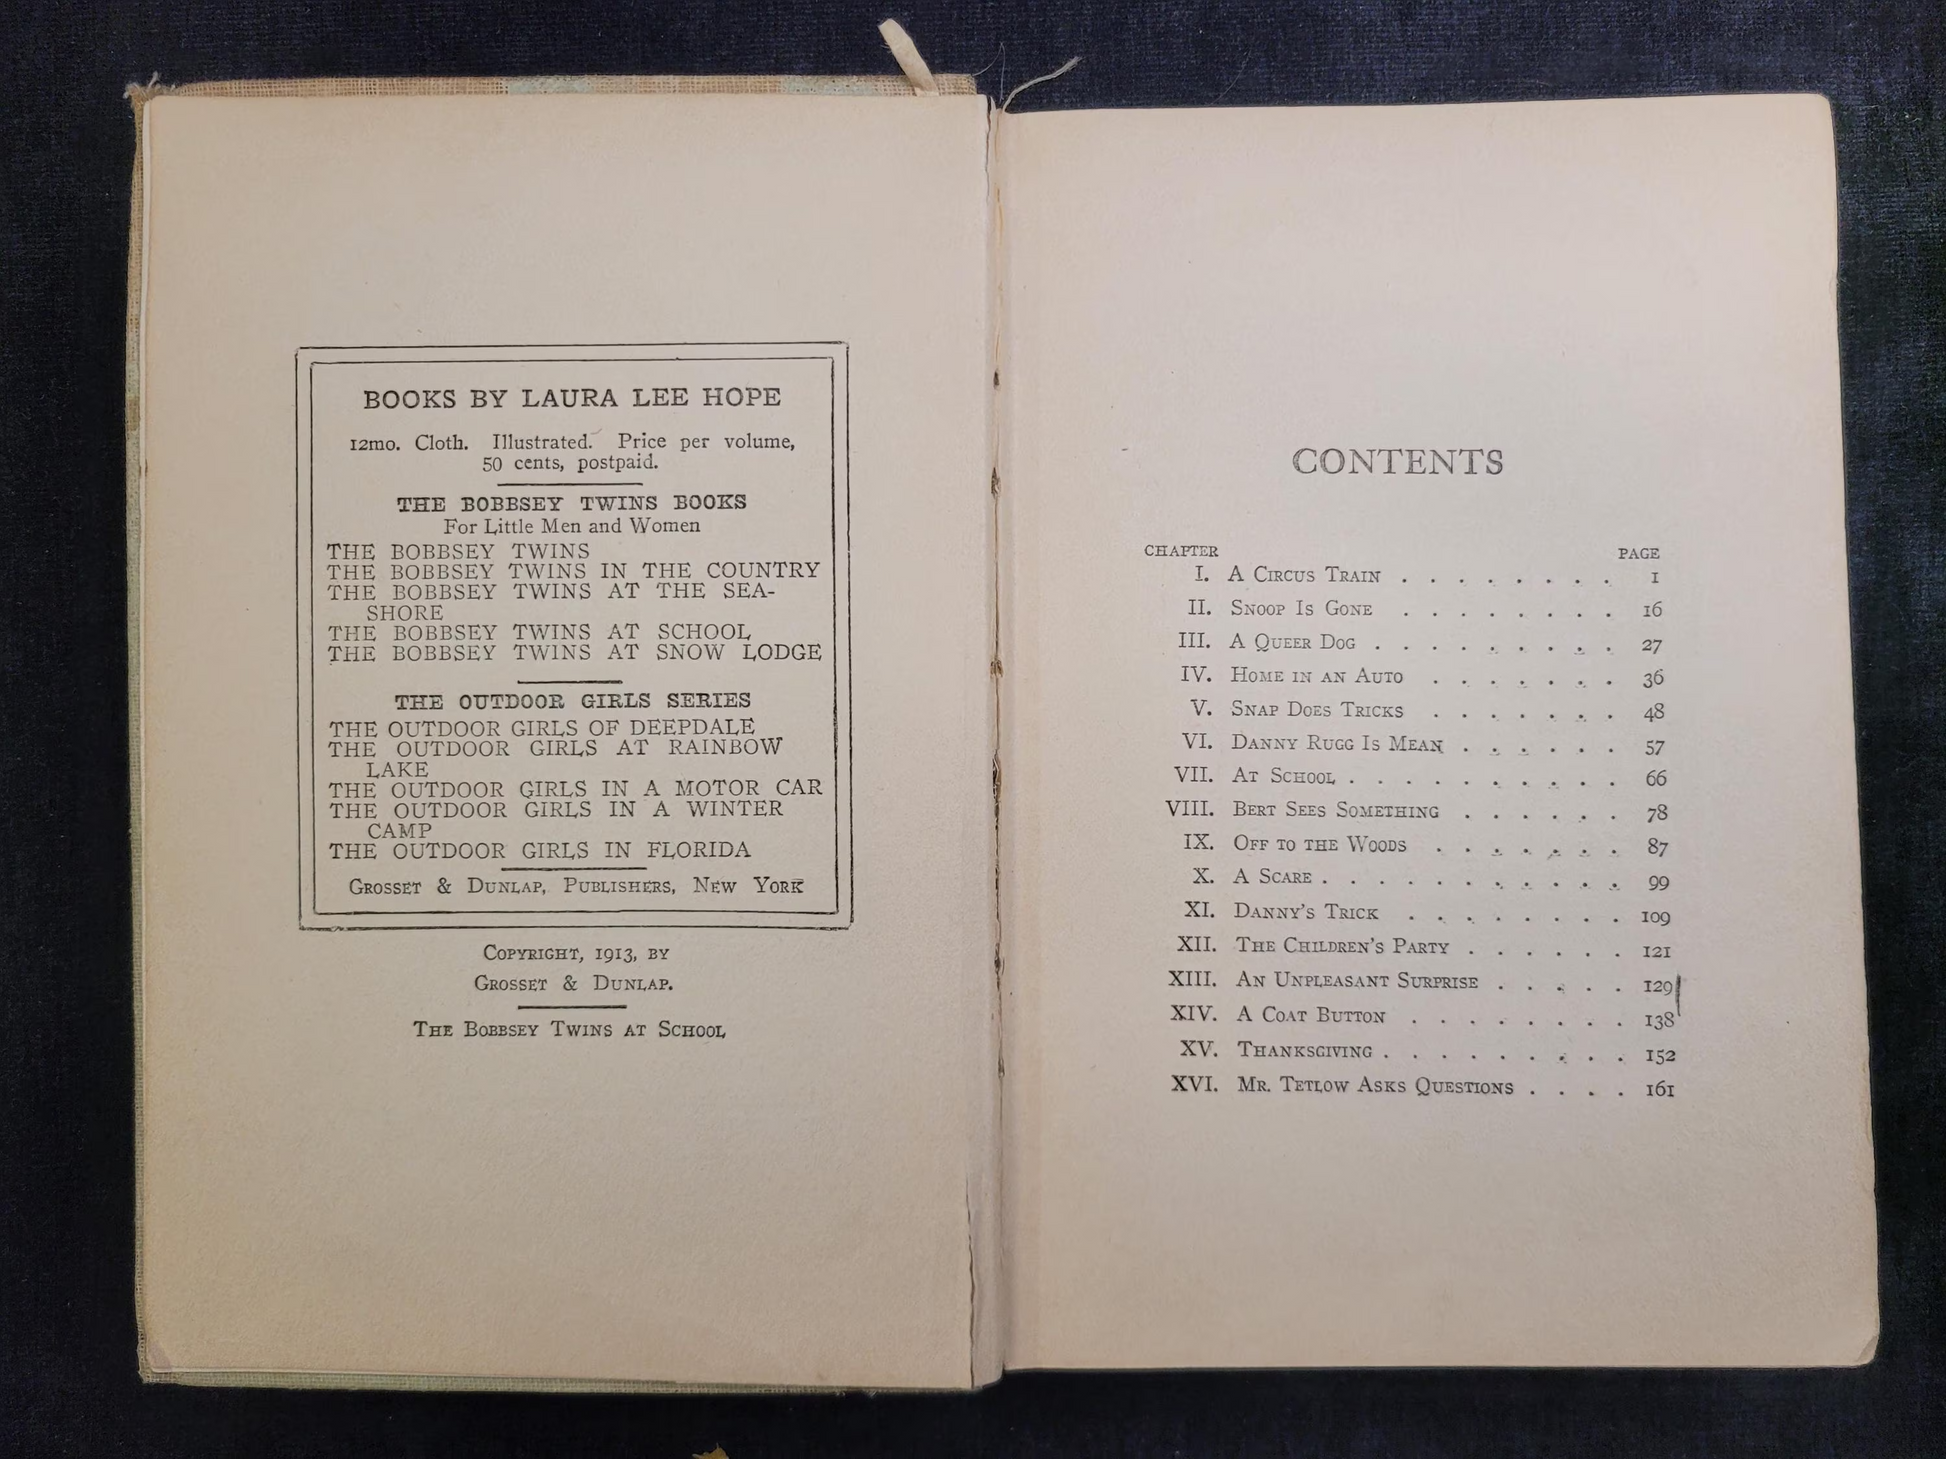 BOOKS BY LAURA LEE HOPE
12mo. Cloth. Illustrated. Price per volume,
50 cents, postpaid.
THE BOBBSEY TWINS BOOKS
For Little Men and Women
THE BOBBSEY TWINS
THE BOBBSEY TWINS IN THE COUNTRY
THE BOBBSEY TWINS AT THE SEA-
SHORE
THE BOBBSEY TWINS AT SCHOOL
THE BOBBSEY TWINS AT SNOW LODGE
THE OUTDOOR GIRLS SERIES
THE OUTDOOR GIRLS OF DEEPDALE
THE OUTDOOR GIRLS AT RAINBOW
LAKE
THE OUTDOOR GIRLS IN A MOTOR CAR
THE OUTDOOR GIRLS IN A WINTER
CAMP
THE OUTDOOR GIRLS IN FLORIDA
GROSSET & DUNLAP, PUBLISHERS, NEW YORK
COPYRIGHT, 1913, BY
GROSSET & DUNLAP.
THE BOBBSEY TWINS AT SCHOOL
CONTENTS
CHAPTER PAGE
I. A CIRCUS TRAIN . . . . . . . . 1
II. SNOOP IS GONE . . . . . . . . 16
III. A QUEER DOG . . . . . . . . . 27
IV. HOME IN AN AUTO . . . . . . . 36
V. SNAP DOES TRICKS . . . . . . . 48
VI. DANNY RUGG IS MEAN . . . . . . 57
VII. AT SCHOOL . . . . . . . . . . 66
VIII. BERT SEES SOMETHING . . . . . . 78
IX. OFF TO THE WOODS . . . . . . . 87
X. A SCARE . . . . . . . . . . . 99
XI. DANNY'S TRICK . . . . . . . . 109
XII. THE CHILDREN'S PARTY . . . . . . 121
XIII. AN UNPLEASANT SURPRISE . . . . . 129
XIV. A COAT BUTTON . . . . . . . . 138
XV. THANKSGIVING . . . . . . . . . 152
XVI. MR. TETLOW ASKS QUESTIONS . . . . 161